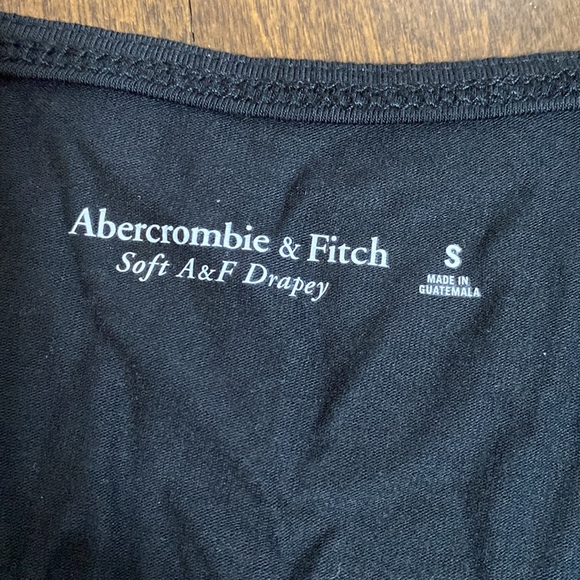 Abercrombie & Fitch
Soft A&F Drapey
S
MADE IN
GUATEMALA